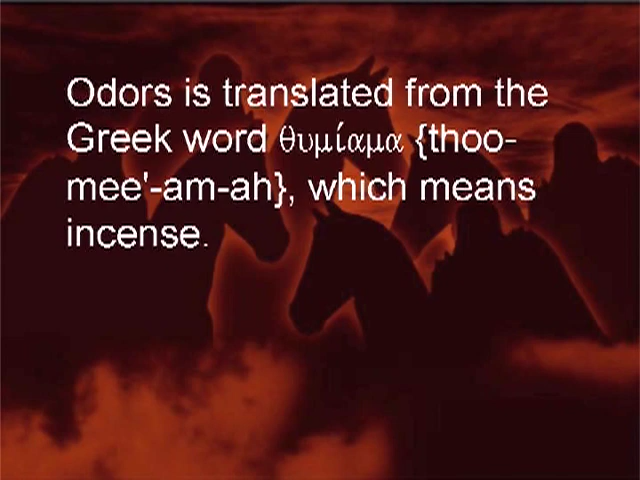 Odors is translated from the
Greek word θυμίαμα {thoo-
mee'-am-ah}, which means
incense.